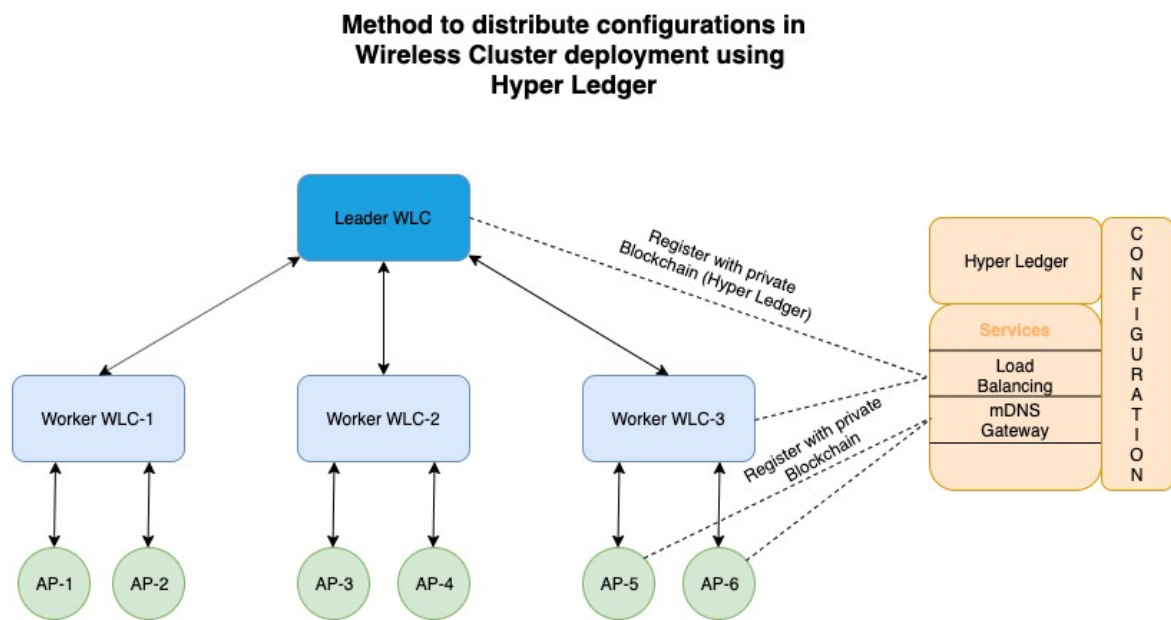 Method to distribute configurations in
Wireless Cluster deployment using
Hyper Ledger
Leader WLC
Register with private
Blockchain (Hyper Ledger)
Hyper Ledger
Services
Load
Balancing
mDNS
Gateway
C
O
N
F
I
G
U
R
A
T
I
O
N
Worker WLC-1
Worker WLC-2
Worker WLC-3
Register with private
Blockchain
AP-1
AP-2
AP-3
AP-4
AP-5
AP-6